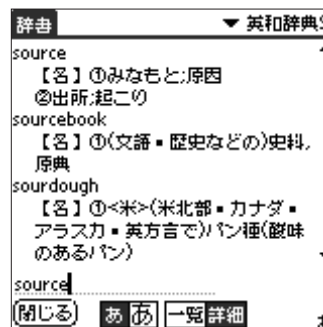 辞書 ▼ 英和辞典
source
【名】①みなもと;原因
②出所;起こり
sourcebook
【名】①(文語▪歴史などの)史料,
原典
sourdough
【名】①<米>(米北部▪カナダ▪
アラスカ▪英方言で)パン種(酸味
のあるパン)
source
閉じる あ あ 一覧 詳細